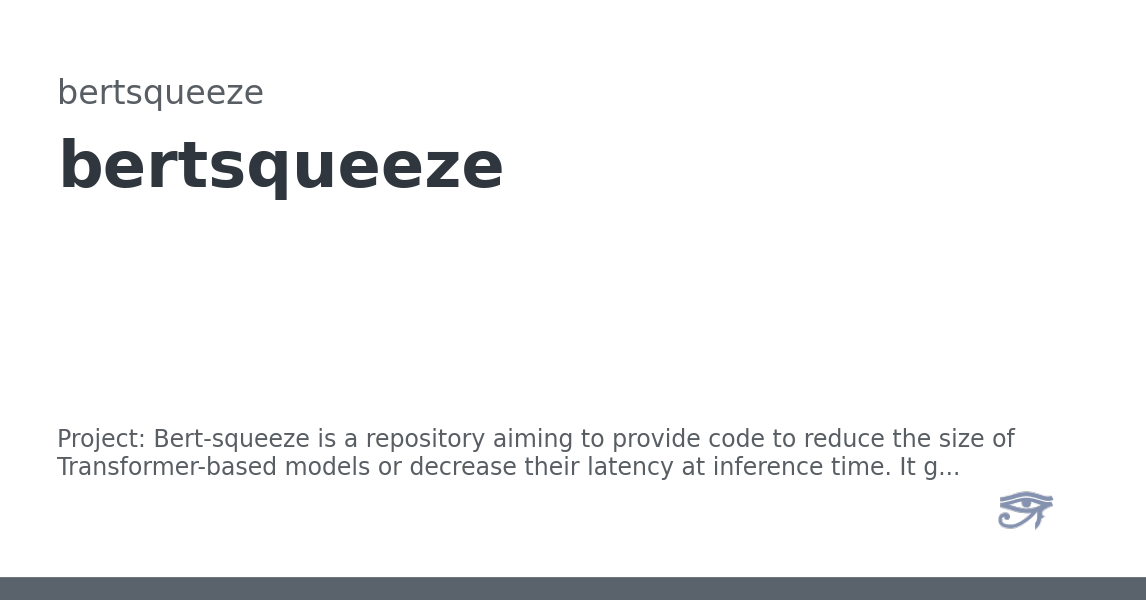 bertsqueeze
bertsqueeze
Project: Bert-squeeze is a repository aiming to provide code to reduce the size of
Transformer-based models or decrease their latency at inference time. It g...